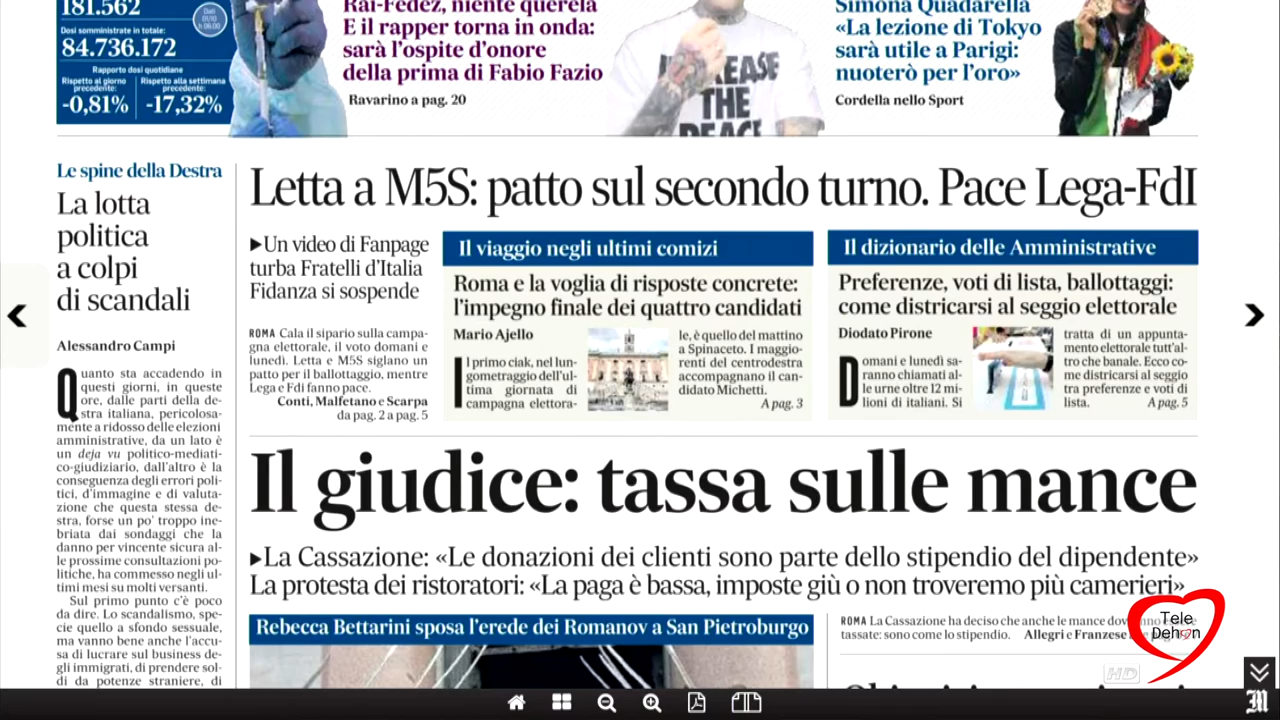 181.562
Dati
01/10
h 06:00
Dosi somministrate in totale:
84.736.172
Rapporto dosi quotidiane
Rispetto al giorno precedente:
-0,81%
Rispetto alla settimana precedente:
-17,32%
Rai-Fedez, niente querela
E il rapper torna in onda:
sarà l'ospite d'onore
della prima di Fabio Fazio
Ravarino a pag. 20
THE
PEACE
Simona Quadarella
«La lezione di Tokyo
sarà utile a Parigi:
nuoterò per l'oro»
Cordella nello Sport
Le spine della Destra
La lotta
politica
a colpi
di scandali
Alessandro Campi
Quanto sta accadendo in
questi giorni, in queste
ore, dalle parti della de-
stra italiana, pericolosa-
mente a ridosso delle elezioni
amministrative, da un lato è
un deja vu politico-mediati-
co-giudiziario, dall'altro è la
conseguenza degli errori poli-
tici, d'immagine e di valuta-
zione che questa stessa de-
stra, forse un po' troppo ine-
briata dai sondaggi che la
danno per vincente sicura al-
le prossime consultazioni po-
litiche, ha commesso negli ul-
timi mesi su molti versanti.
Sul primo punto c'è poco
da dire. Lo scandalismo, spe-
cie quello a sfondo sessuale,
ma vanno bene anche l'accu-
sa di lucrare sul business de-
gli immigrati, di prendere sol-
di da potenze straniere, di
Letta a M5S: patto sul secondo turno. Pace Lega-FdI
▸Un video di Fanpage
turba Fratelli d'Italia
Fidanza si sospende
ROMA Cala il sipario sulla campa-
gna elettorale, il voto domani e
lunedì. Letta e M5S siglano un
patto per il ballottaggio, mentre
Lega e Fdi fanno pace.
Conti, Malfetano e Scarpa
da pag. 2 a pag. 5
Il viaggio negli ultimi comizi
Roma e la voglia di risposte concrete:
l'impegno finale dei quattro candidati
Mario Ajello
Il primo ciak, nel lun-
gometraggio dell'ul-
tima giornata di
campagna elettora-
le, è quello del mattino
a Spinaceto. I maggio-
renti del centrodestra
accompagnano il can-
didato Michetti.
A pag. 3
Il dizionario delle Amministrative
Preferenze, voti di lista, ballottaggi:
come districarsi al seggio elettorale
Diodato Pirone
Domani e lunedì sa-
ranno chiamati al-
le urne oltre 12 mi-
lioni di italiani. Si
tratta di un appunta-
mento elettorale tutt'al-
tro che banale. Ecco co-
me districarsi al seggio
tra preferenze e voti di
lista. A pag. 5
Il giudice: tassa sulle mance
▸La Cassazione: «Le donazioni dei clienti sono parte dello stipendio del dipendente»
La protesta dei ristoratori: «La paga è bassa, imposte giù o non troveremo più camerieri»
Rebecca Bettarini sposa l'erede dei Romanov a San Pietroburgo
ROMA La Cassazione ha deciso che anche le mance
tassate: sono come lo stipendio. Allegri e Franzese
Tele
Dehon
HD
M